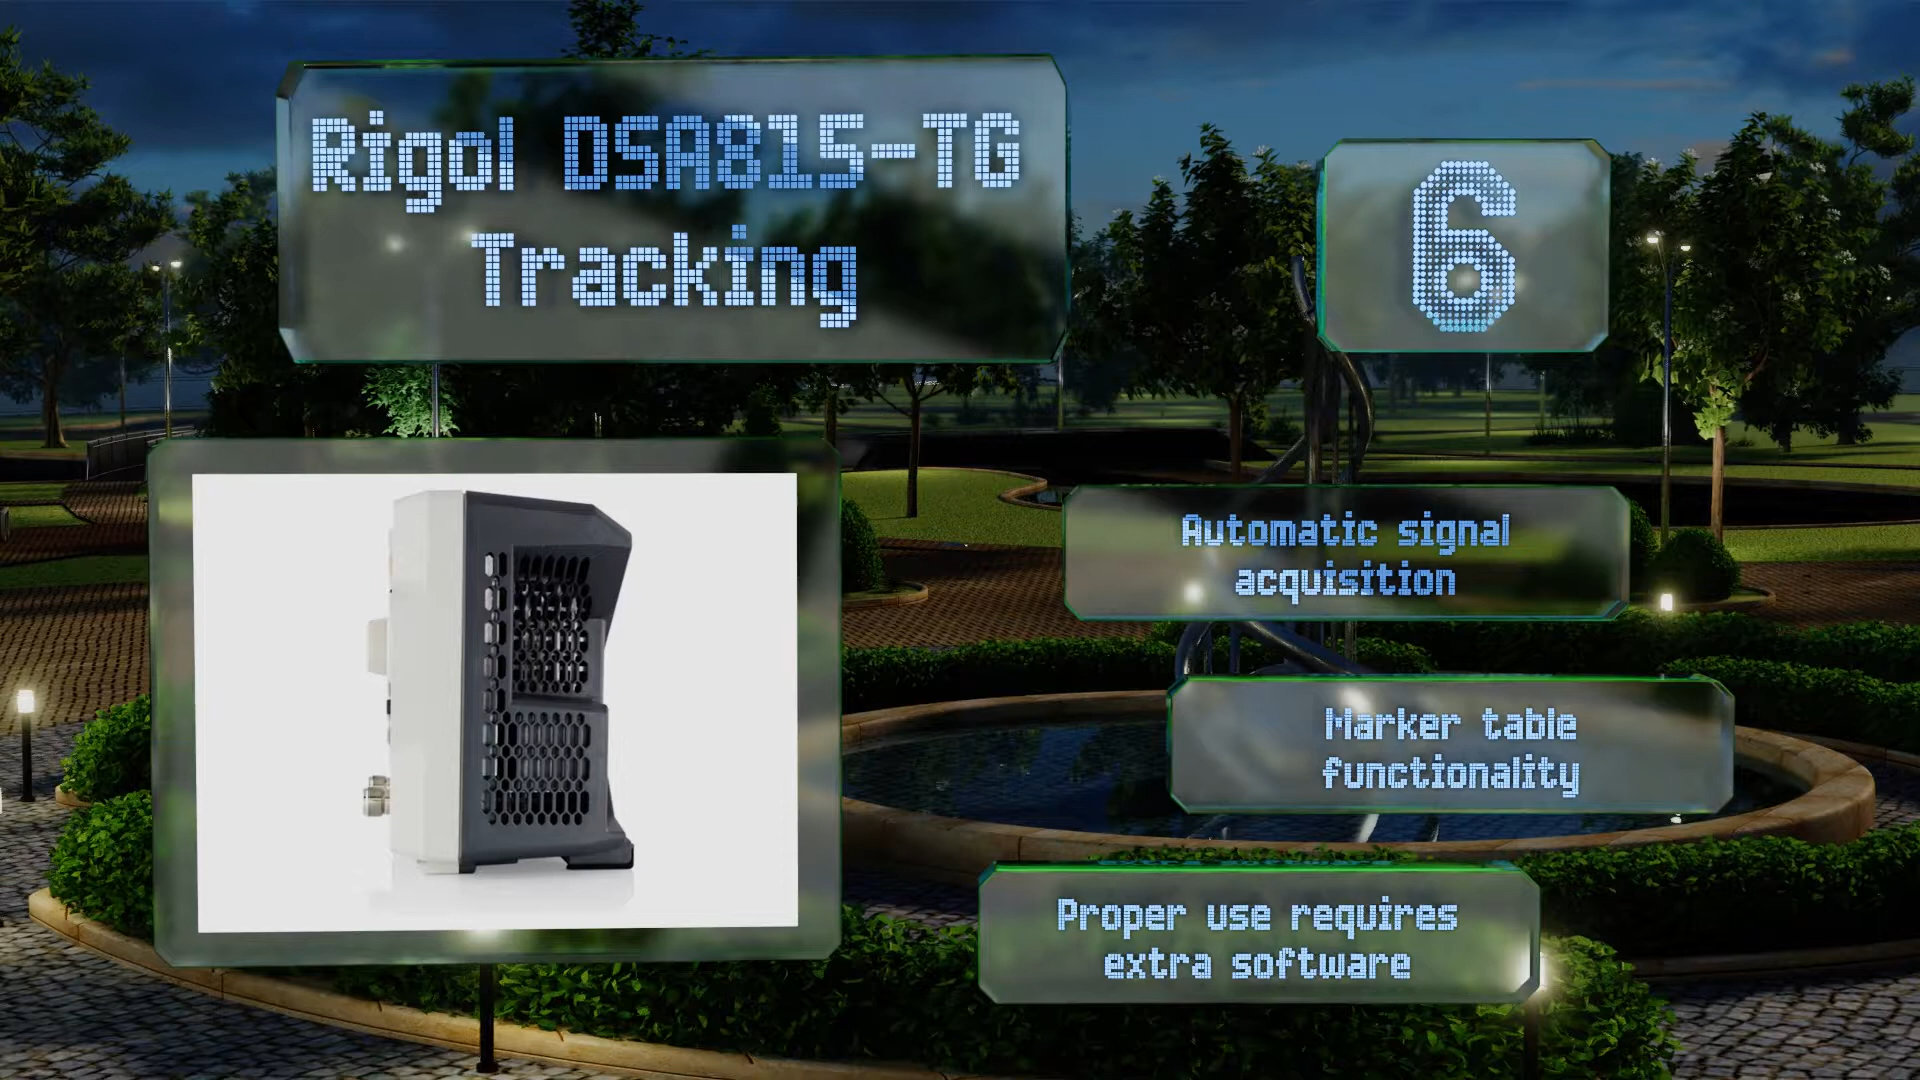 Rigol DSA815-TG
Tracking
6
Automatic signal
acquisition
Marker table
functionality
Proper use requires
extra software